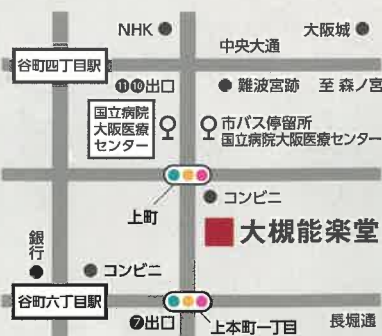 NHK
大阪城
中央大通
谷町四丁目駅
⑪⑩出口
難波宮跡 至 森ノ宮
国立病院
大阪医療
センター
市バス停留所
国立病院大阪医療センター
上町
コンビニ
大槻能楽堂
銀行
コンビニ
谷町六丁目駅
❼出口
上本町一丁目
長堀通